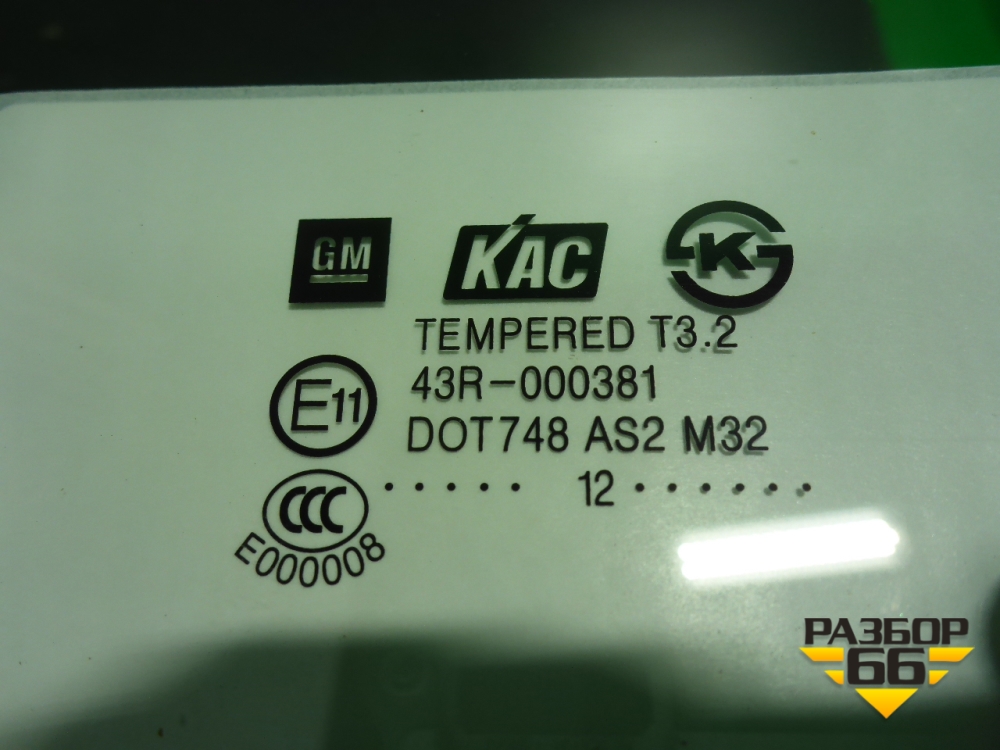 GM KAC K
TEMPERED T3.2
E11 43R-000381
DOT748 AS2 M32
CCC ····· 12 ······
E000008
РАЗБОР
66